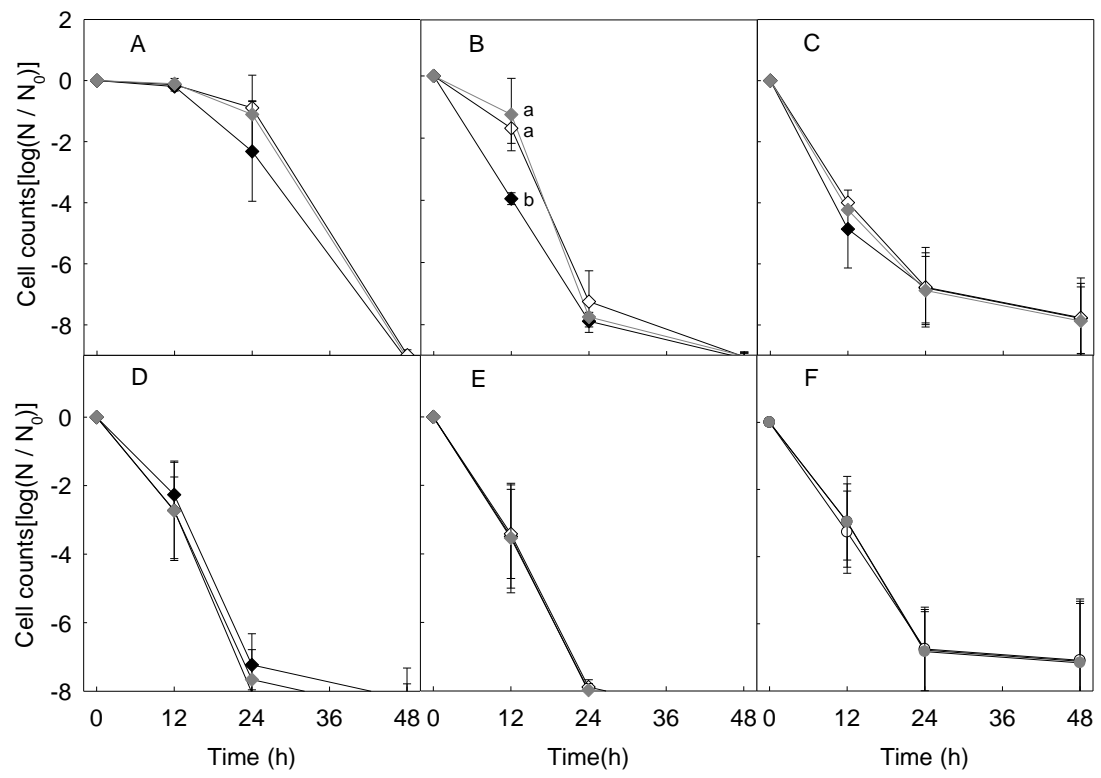 A
B
C
2
0
-2
-4
-6
-8
Cell counts[log(N / N0)]
a
a
b
D
E
F
0
-2
-4
-6
-8
Cell counts[log(N / N0)]
0 12 24 36 48 0 12 24 36 48 0 12 24 36 48
Time (h)
Time(h)
Time (h)